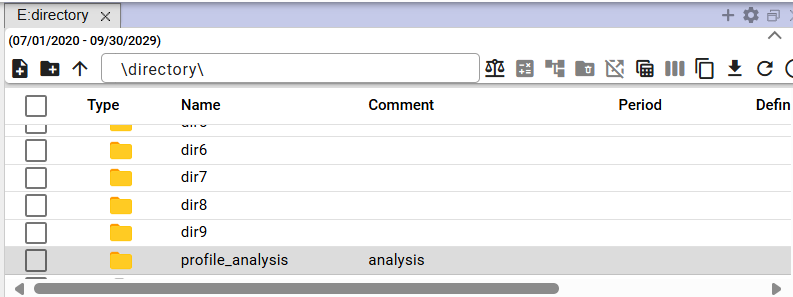 E:directory
(07/01/2020 - 09/30/2029)
\directory\
Type Name Comment Period Defin
dir6
dir7
dir8
dir9
profile_analysis analysis